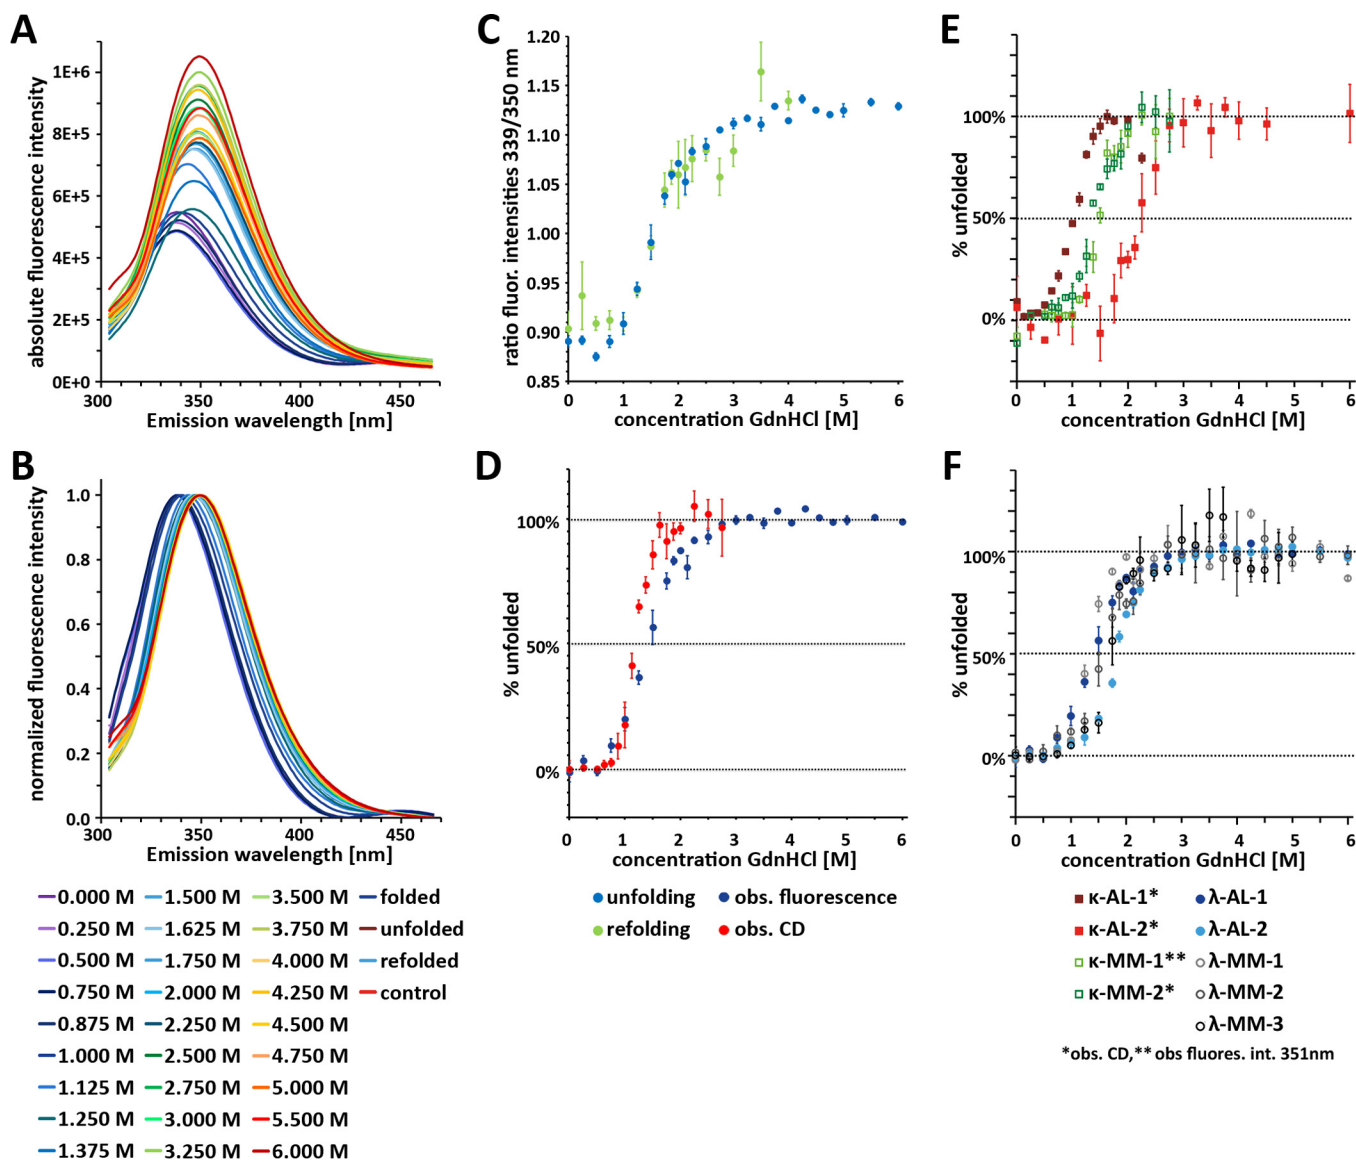 A
absolute fluorescence intensity
1E+6
8E+5
6E+5
4E+5
2E+5
0E+0
300 350 400 450
Emission wavelength [nm]
B
normalized fluorescence intensity
1.0
0.8
0.6
0.4
0.2
0.0
300 350 400 450
Emission wavelength [nm]
C
ratio fluor. intensities 339/350 nm
1.20
1.15
1.10
1.05
1.00
0.95
0.90
0.85
0 1 2 3 4 5 6
concentration GdnHCl [M]
D
% unfolded
100%
50%
0%
0 1 2 3 4 5 6
concentration GdnHCl [M]
E
% unfolded
100%
50%
0%
0 1 2 3 4 5 6
concentration GdnHCl [M]
F
% unfolded
100%
50%
0%
0 1 2 3 4 5 6
concentration GdnHCl [M]
0.000 M 1.500 M 3.500 M folded
0.250 M 1.625 M 3.750 M unfolded
0.500 M 1.750 M 4.000 M refolded
0.750 M 2.000 M 4.250 M control
0.875 M 2.250 M 4.500 M
1.000 M 2.500 M 4.750 M
1.125 M 2.750 M 5.000 M
1.250 M 3.000 M 5.500 M
1.375 M 3.250 M 6.000 M
unfolding obs. fluorescence
refolding obs. CD
κ-AL-1* λ-AL-1
κ-AL-2* λ-AL-2
κ-MM-1** λ-MM-1
κ-MM-2* λ-MM-2
λ-MM-3
*obs. CD,** obs fluores. int. 351nm